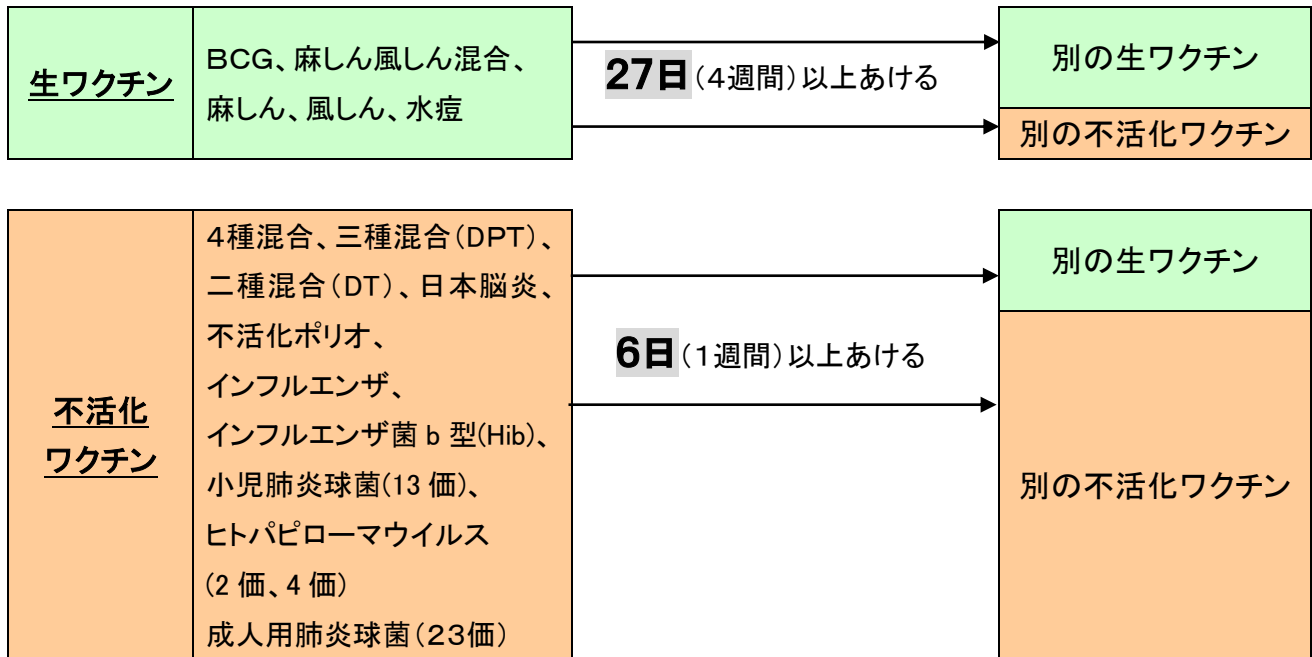 生ワクチン
BCG、麻しん風しん混合、
麻しん、風しん、水痘
27日(4週間)以上あける
別の生ワクチン
別の不活化ワクチン
不活化
ワクチン
4種混合、三種混合(DPT)、
二種混合(DT)、日本脳炎、
不活化ポリオ、
インフルエンザ、
インフルエンザ菌 b 型(Hib)、
小児肺炎球菌(13 価)、
ヒトパピローマウイルス
(2 価、4 価)
成人用肺炎球菌(23価)
6日(1週間)以上あける
別の生ワクチン
別の不活化ワクチン